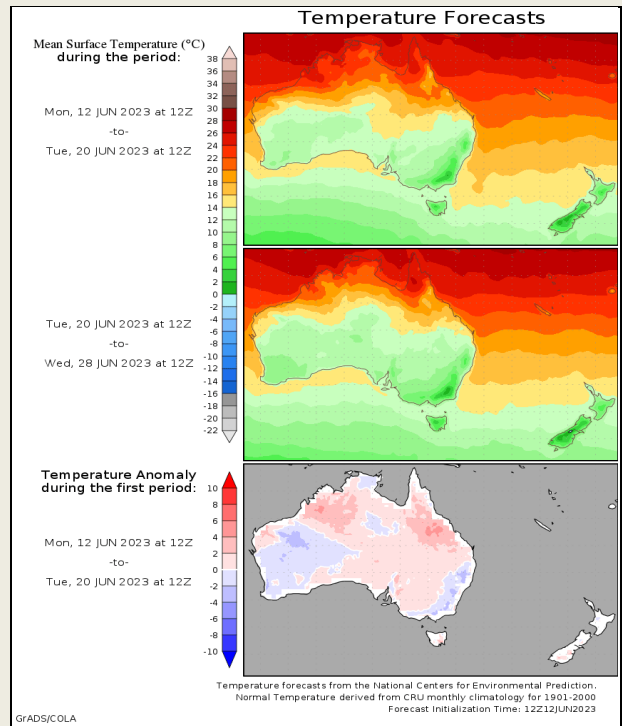 Temperature Forecasts
Mean Surface Temperature (°C)
during the period:
Mon, 12 JUN 2023 at 12Z
-to-
Tue, 20 JUN 2023 at 12Z
38
36
34
32
30
28
26
24
22
20
18
16
14
12
10
8
6
4
2
0
-2
-4
-6
-8
-10
-12
-14
-16
-18
-20
-22
Tue, 20 JUN 2023 at 12Z
-to-
Wed, 28 JUN 2023 at 12Z
Temperature Anomaly
during the first period:
Mon, 12 JUN 2023 at 12Z
-to-
Tue, 20 JUN 2023 at 12Z
10
8
6
4
2
0
-2
-4
-6
-8
-10
Temperature forecasts from the National Centers for Environmental Prediction.
Normal Temperature derived from CRU monthly climatology for 1901-2000
Forecast Initialization Time: 12Z12JUN2023
GrADS/COLA